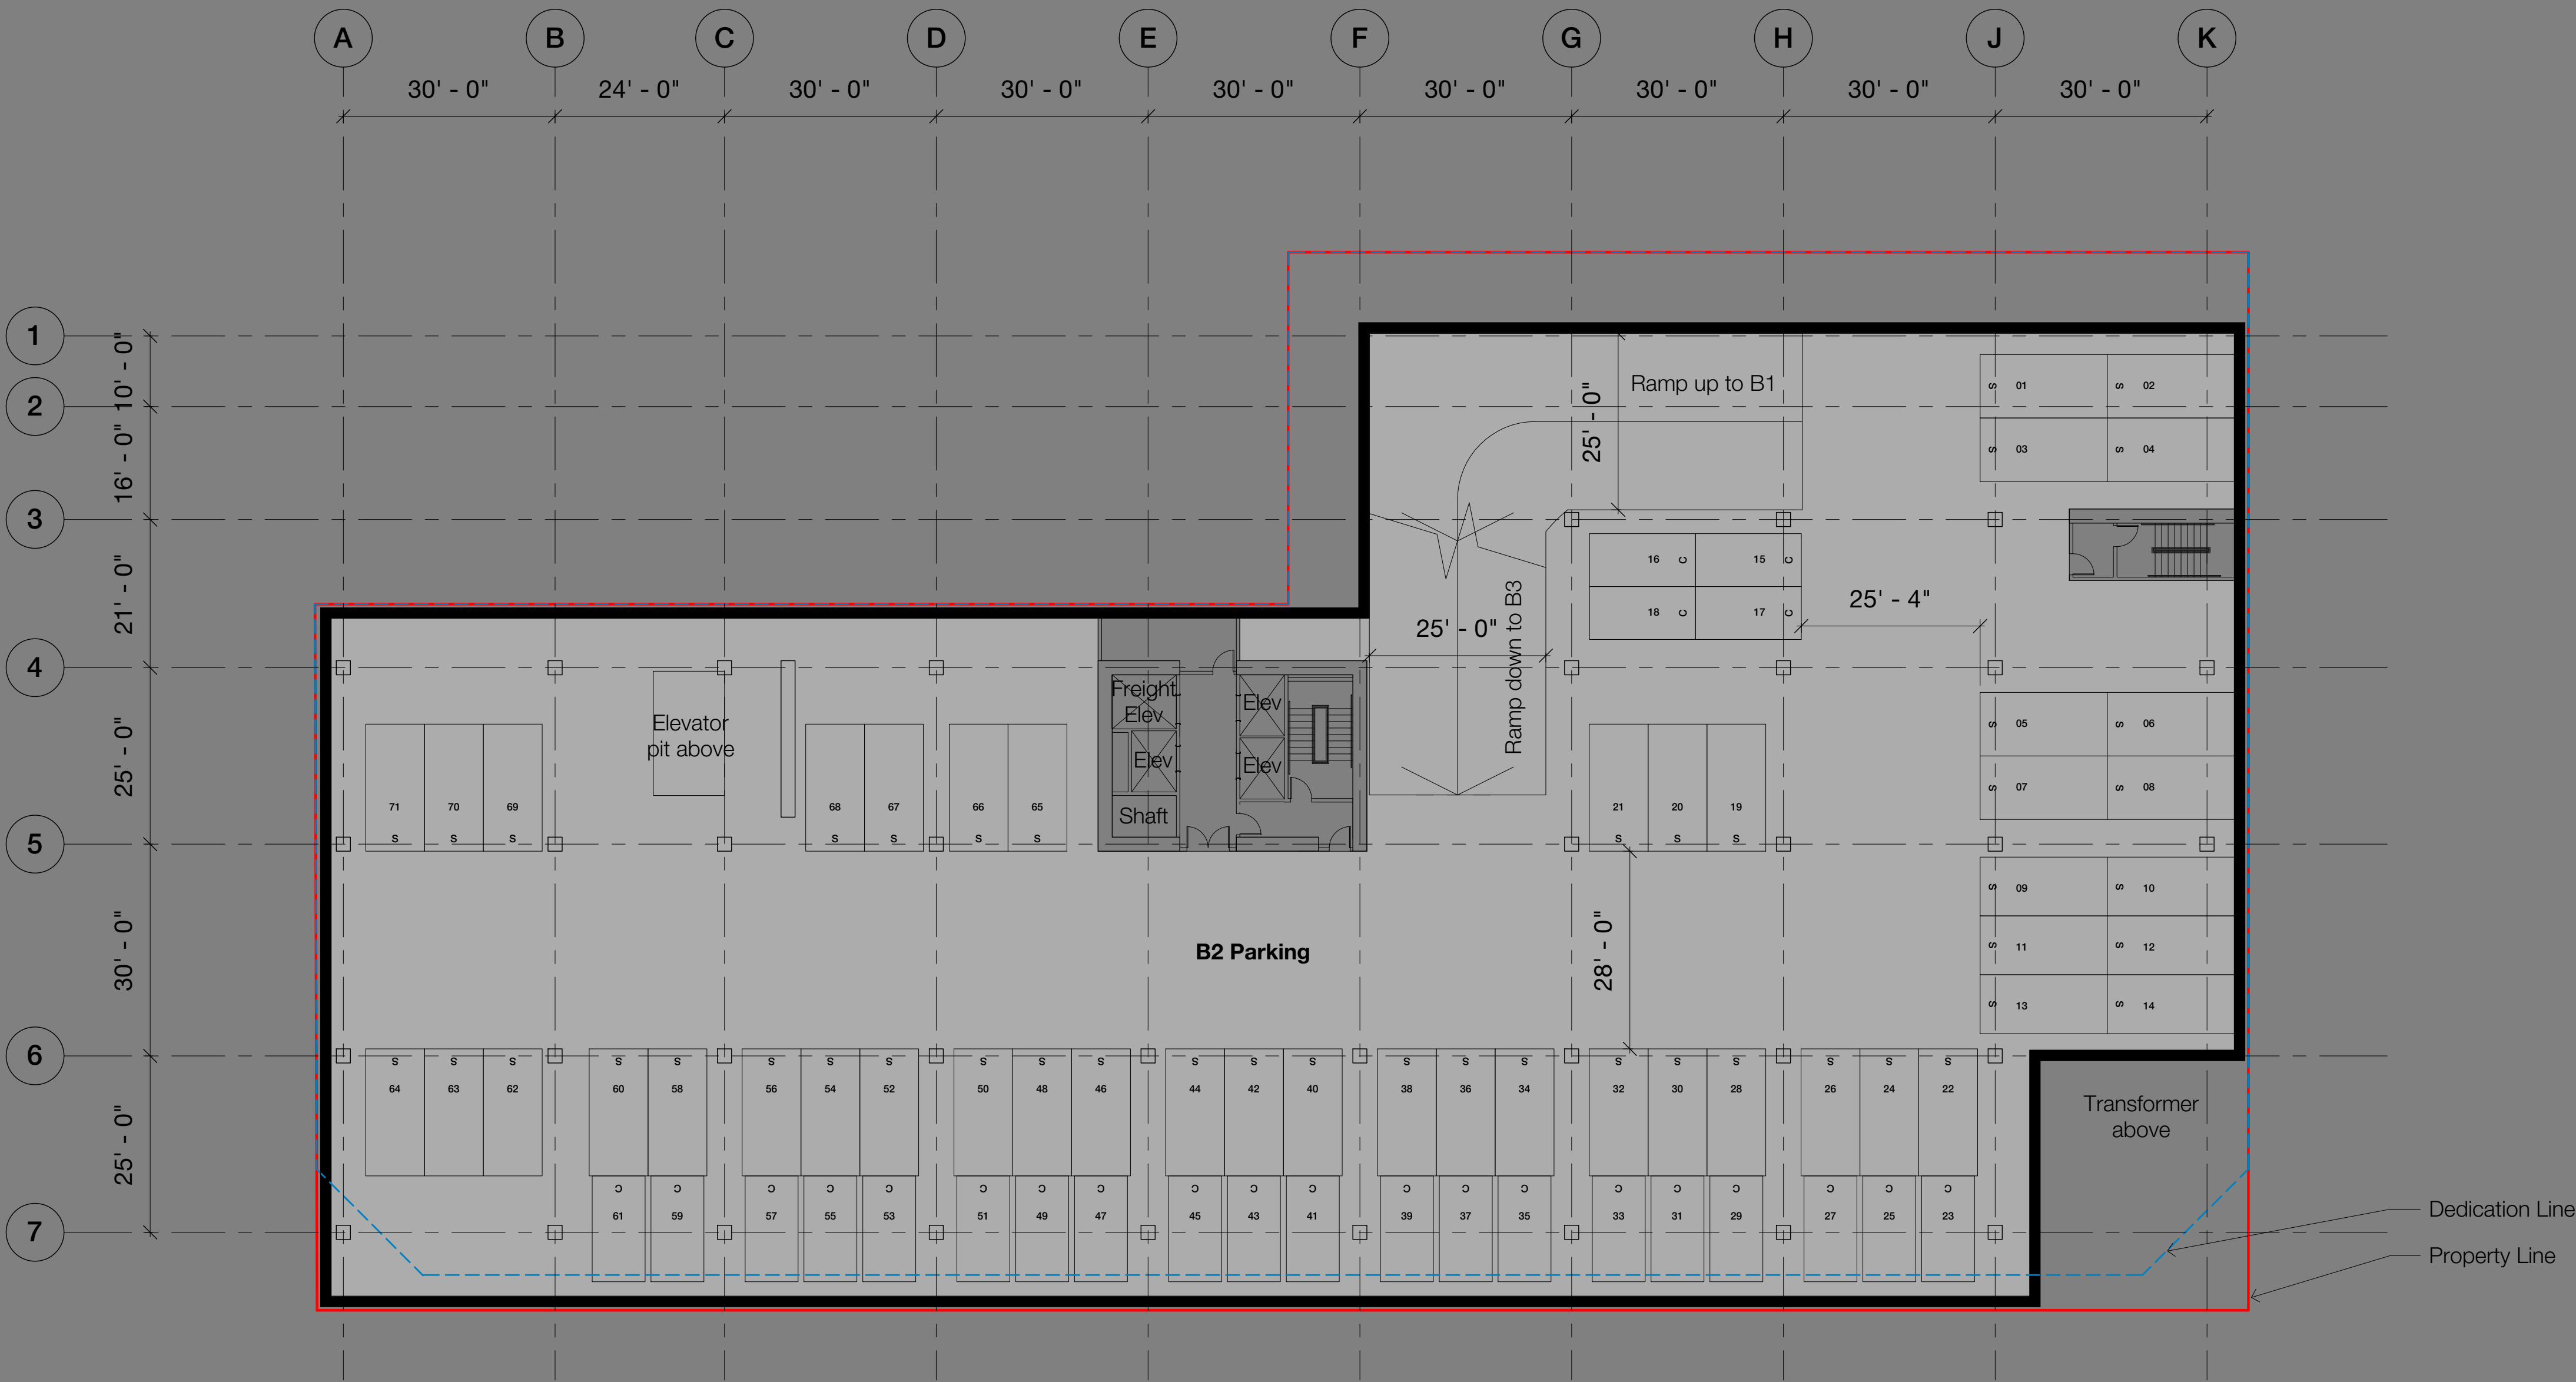 A B C D E F G H J K
30' - 0" 24' - 0" 30' - 0" 30' - 0" 30' - 0" 30' - 0" 30' - 0" 30' - 0" 30' - 0"
1
10' - 0"
2
16' - 0"
3
21' - 0"
4
25' - 0"
5
30' - 0"
6
25' - 0"
7
Ramp up to B1
25' - 0"
S 01 S 02
S 03 S 04
16 C 15 C
18 C 17 C
25' - 4"
25' - 0"
Ramp down to B3
Freight
Elev
Elev
Elev
Elev
Shaft
Elevator
pit above
S 05 S 06
S 07 S 08
71 70 69 68 67 66 65 21 20 19
S S S S S S S S S S
S 09 S 10
S 11 S 12
S 13 S 14
B2 Parking
28' - 0"
S S S S S S S S S S S S S S S S S S S S S S S
64 63 62 60 58 56 54 52 50 48 46 44 42 40 38 36 34 32 30 28 26 24 22
C C C C C C C C C C C C C C C C C C C C
61 59 57 55 53 51 49 47 45 43 41 39 37 35 33 31 29 27 25 23
Transformer
above
Dedication Line
Property Line